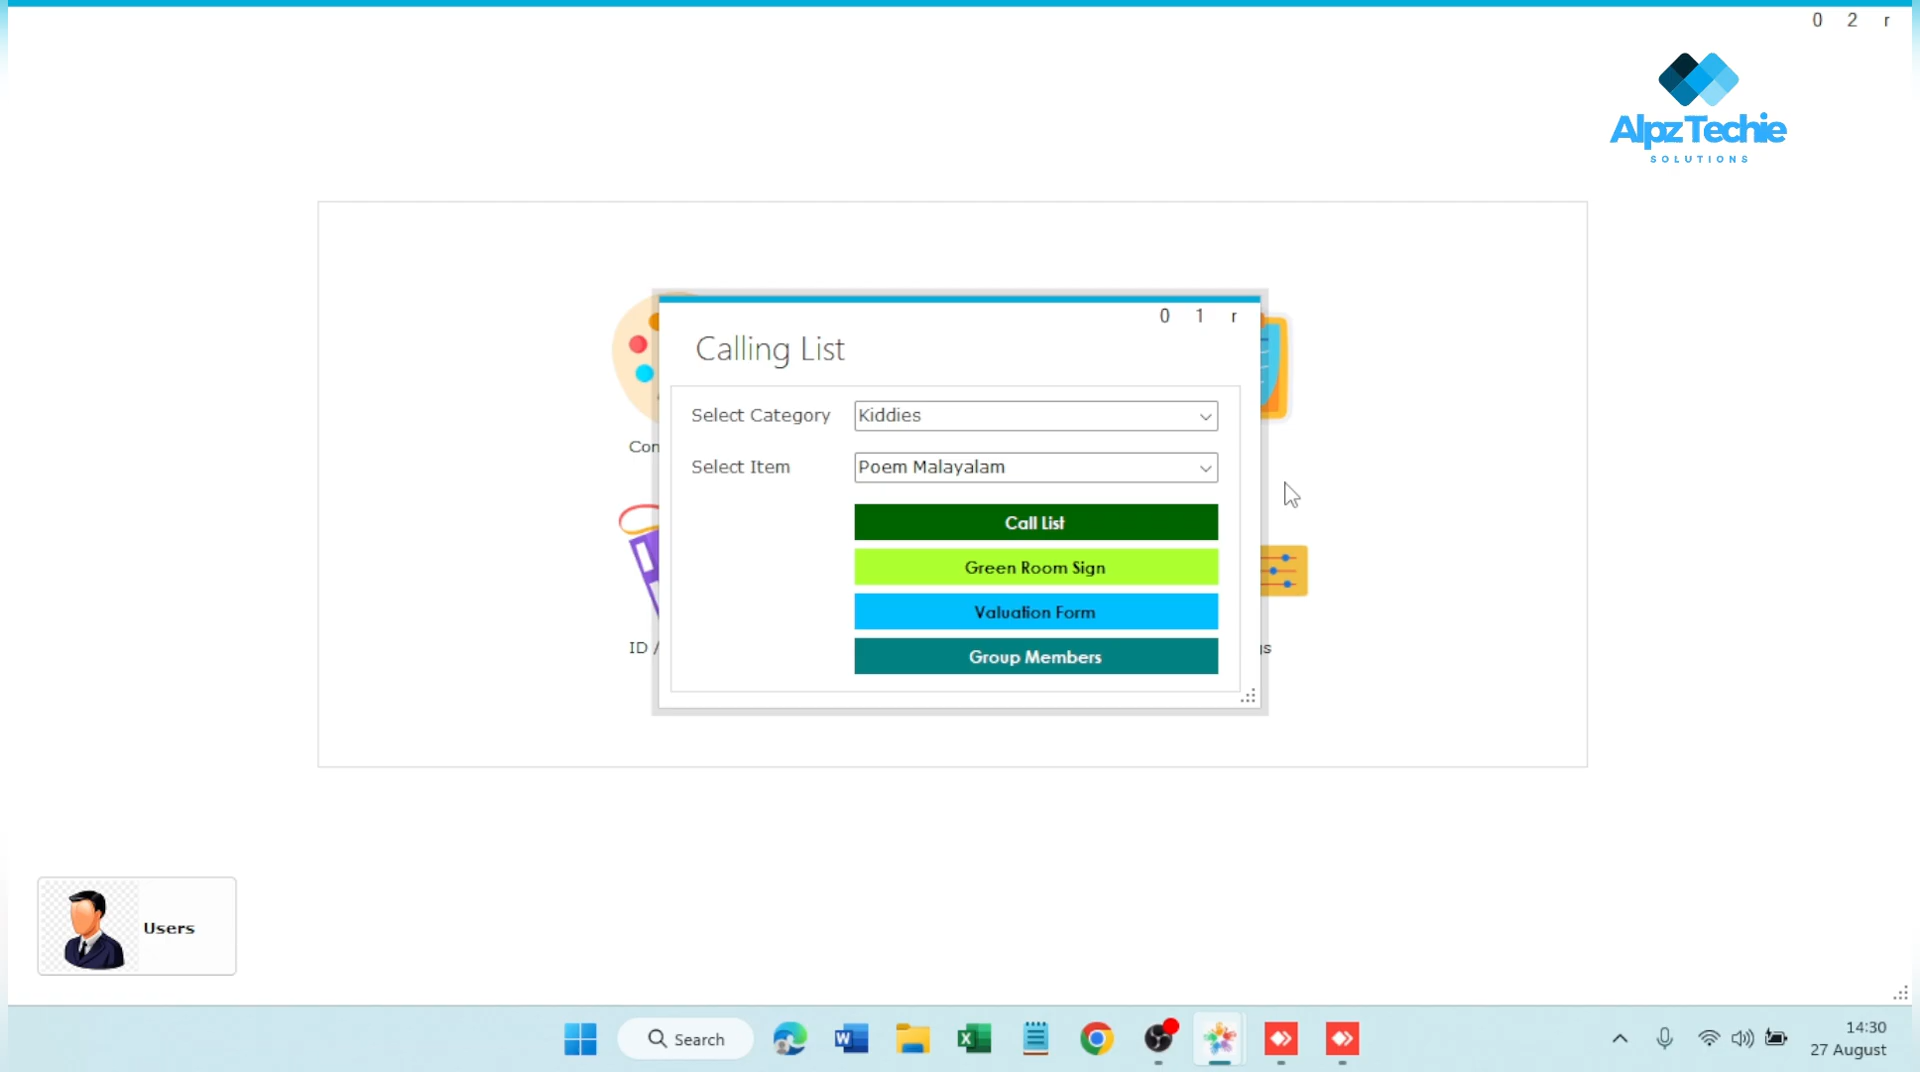 0 2 r
Alpz Techie
SOLUTIONS
0 1 r
Calling List
Select Category Kiddies
Select Item Poem Malayalam
Call List
Green Room Sign
Valuation Form
Group Members
Con
ID /
gs
Users
Search
14:30
27 August